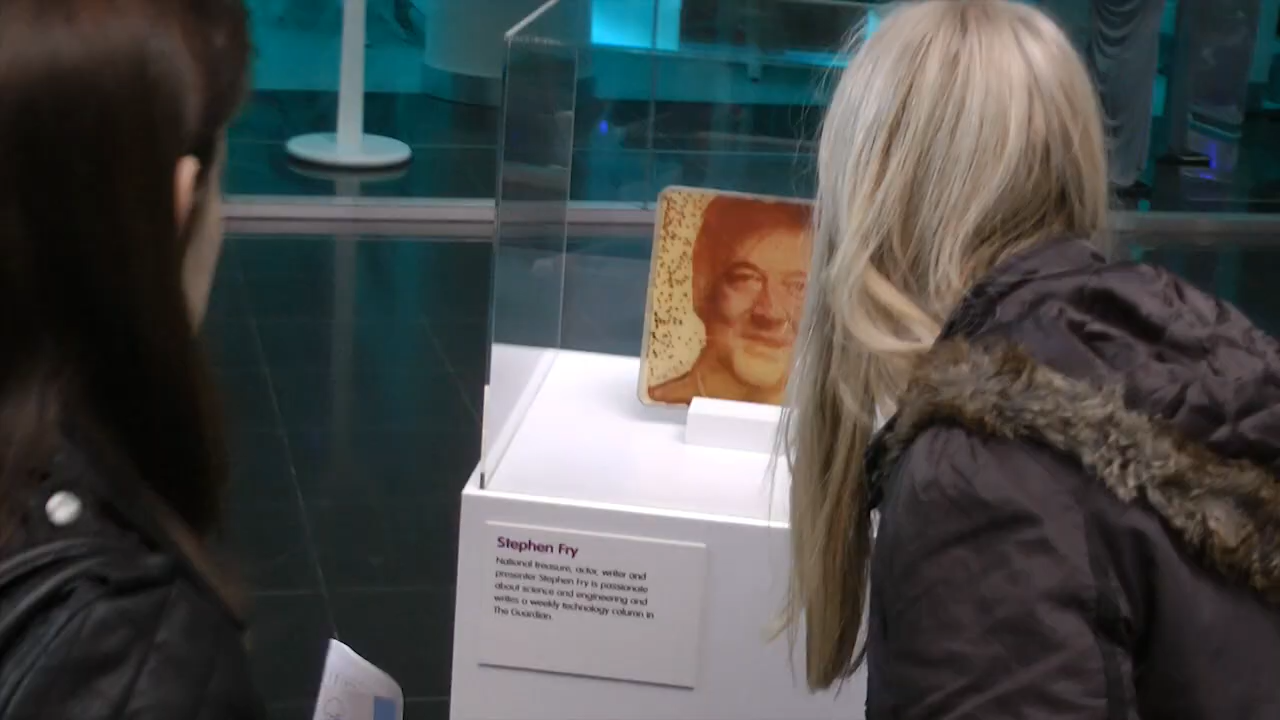 Stephen Fry
National treasure, actor, writer and
presenter Stephen Fry is passionate
about science and engineering and
writes a weekly technology column in
The Guardian.